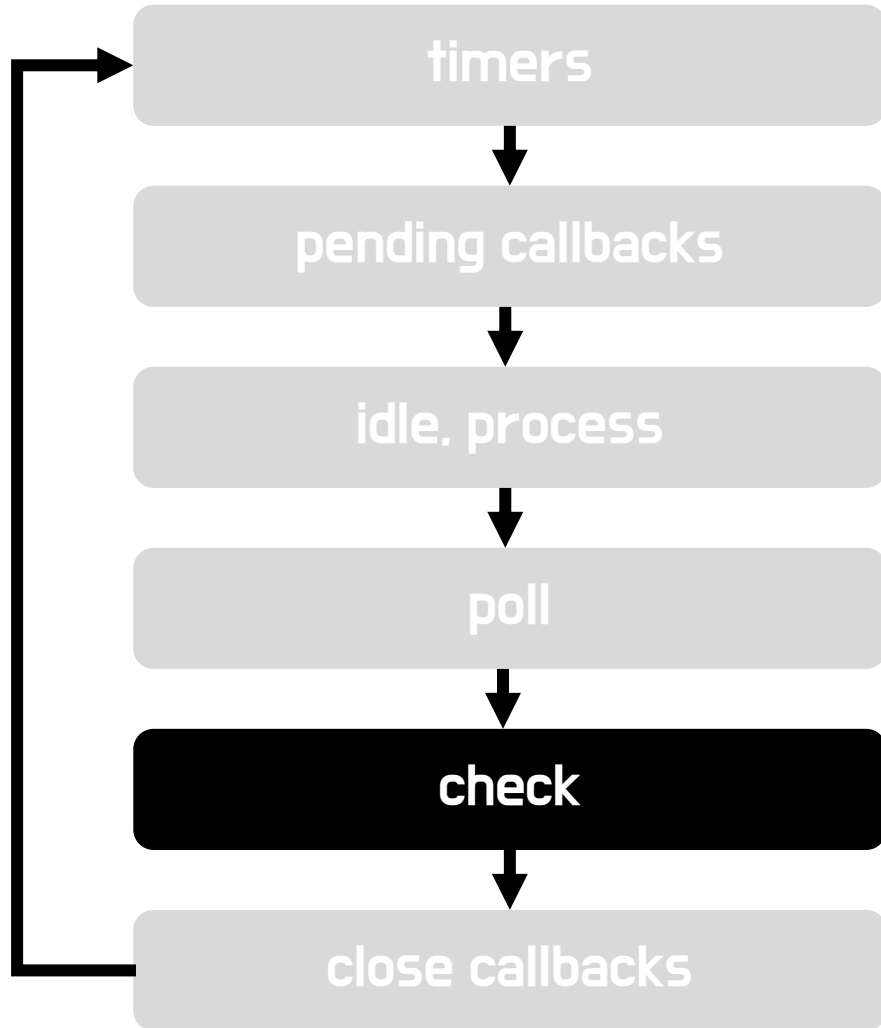 timers
pending callbacks
idle, process
poll
check
close callbacks